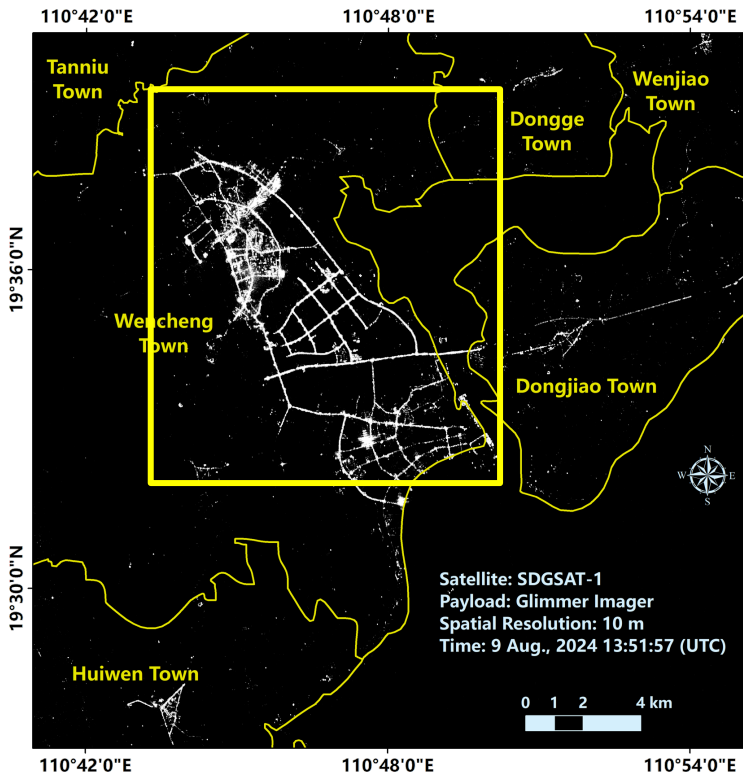 110°42'0"E 110°48'0"E 110°54'0"E
Tanniu
Town
Wenjiao
Town
Dongge
Town
19°36'0"N
Wencheng
Town
Dongjiao Town
N
W E
S
19°30'0"N
Satellite: SDGSAT-1
Payload: Glimmer Imager
Spatial Resolution: 10 m
Time: 9 Aug., 2024 13:51:57 (UTC)
Huiwen Town
0 1 2 4 km
110°42'0"E 110°48'0"E 110°54'0"E